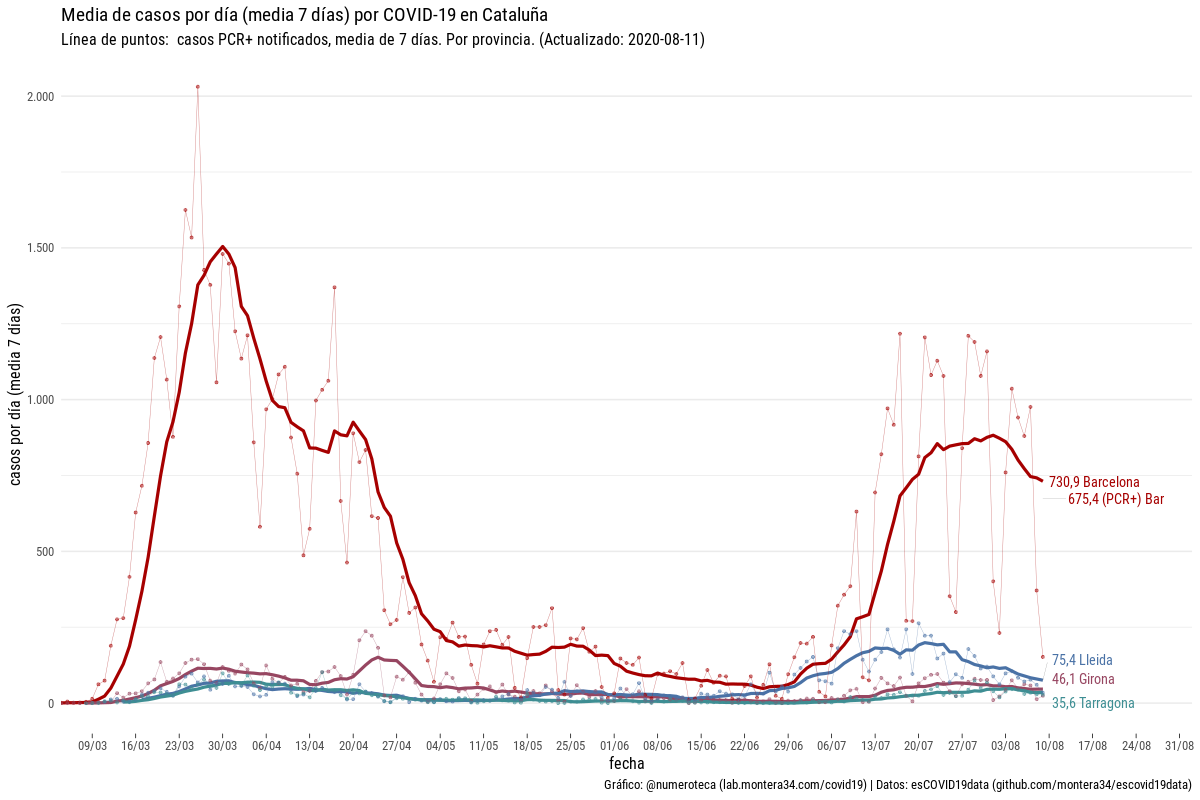 Media de casos por día (media 7 días) por COVID-19 en Cataluña
Línea de puntos:  casos PCR+ notificados, media de 7 días. Por provincia. (Actualizado: 2020-08-11)
casos por día (media 7 días)
2.000
1.500
1.000
500
0
730,9 Barcelona
675,4 (PCR+) Bar
75,4 Lleida
46,1 Girona
35,6 Tarragona
09/03 16/03 23/03 30/03 06/04 13/04 20/04 27/04 04/05 11/05 18/05 25/05 01/06 08/06 15/06 22/06 29/06 06/07 13/07 20/07 27/07 03/08 10/08 17/08 24/08 31/08
fecha
Gráfico: @numeroteca (lab.montera34.com/covid19) | Datos: esCOVID19data (github.com/montera34/escovid19data)